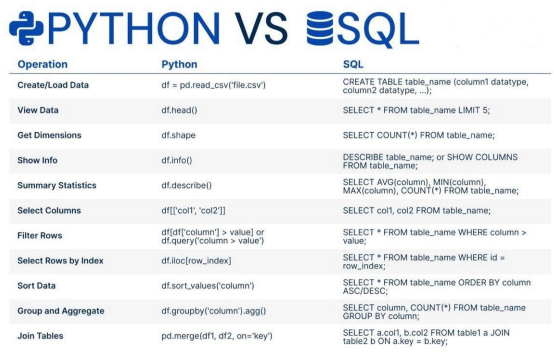 PYTHON VS SQL
Operation Python SQL
Create/Load Data df = pd.read_csv('file.csv') CREATE TABLE table_name (column1 datatype,
column2 datatype, ...);
View Data df.head() SELECT * FROM table_name LIMIT 5;
Get Dimensions df.shape SELECT COUNT(*) FROM table_name;
Show Info df.info() DESCRIBE table_name; or SHOW COLUMNS
FROM table_name;
Summary Statistics df.describe() SELECT AVG(column), MIN(column),
MAX(column), COUNT(*) FROM table_name;
Select Columns df[['col1', 'col2']] SELECT col1, col2 FROM table_name;
Filter Rows df[df['column'] > value] or
df.query('column > value') SELECT * FROM table_name WHERE column >
value;
Select Rows by Index df.iloc[row_index] SELECT * FROM table_name WHERE id =
row_index;
Sort Data df.sort_values('column') SELECT * FROM table_name ORDER BY column
ASC/DESC;
Group and Aggregate df.groupby('column').agg() SELECT column, COUNT(*) FROM table_name
GROUP BY column;
Join Tables pd.merge(df1, df2, on='key') SELECT a.col1, b.col2 FROM table1 a JOIN
table2 b ON a.key = b.key;